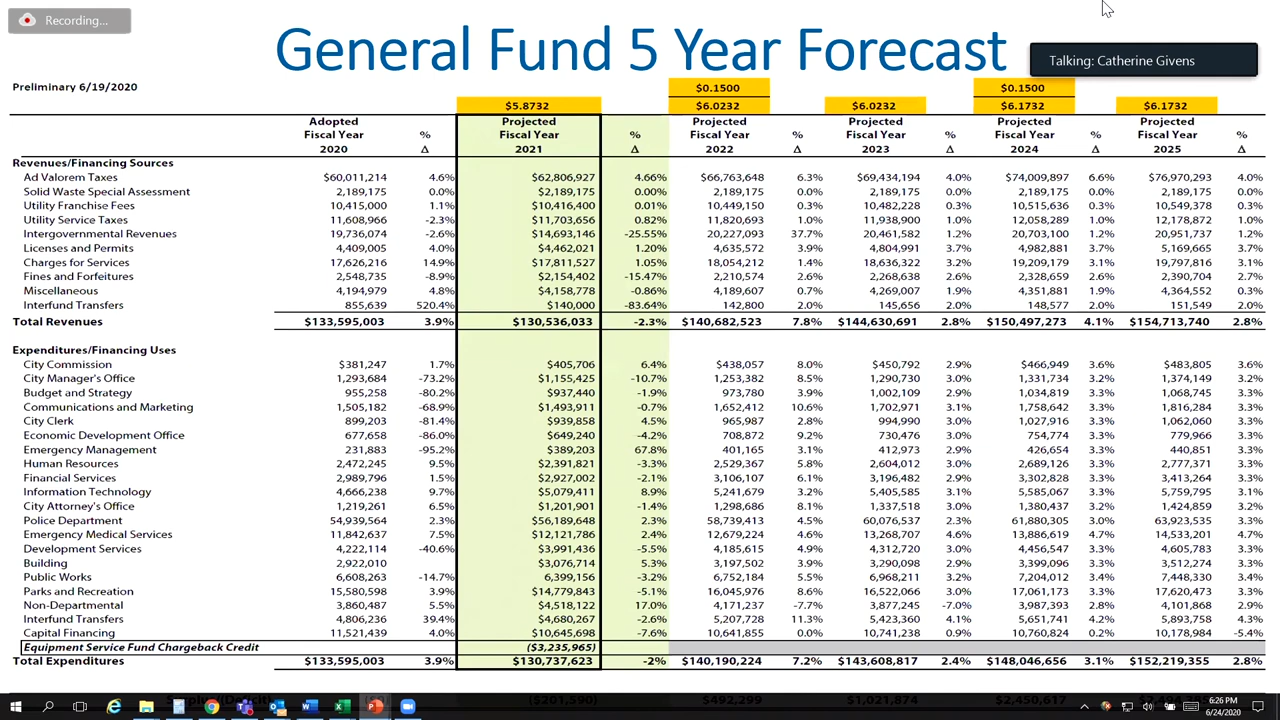 Recording...
General Fund 5 Year Forecast
Talking: Catherine Givens
Preliminary 6/19/2020
$0.1500 $0.1500
$5.8732 $6.0232 $6.0232 $6.1732 $6.1732
Adopted Projected Projected Projected Projected Projected
Fiscal Year % Fiscal Year % Fiscal Year % Fiscal Year % Fiscal Year % Fiscal Year %
2020 Δ 2021 Δ 2022 Δ 2023 Δ 2024 Δ 2025 Δ
Revenues/Financing Sources
Ad Valorem Taxes $60,011,214 4.6% $62,806,927 4.66% $66,763,648 6.3% $69,434,194 4.0% $74,009,897 6.6% $76,970,293 4.0%
Solid Waste Special Assessment 2,189,175 0.0% $2,189,175 0.00% 2,189,175 0.0% 2,189,175 0.0% 2,189,175 0.0% 2,189,175 0.0%
Utility Franchise Fees 10,415,000 1.1% $10,416,400 0.01% 10,449,150 0.3% 10,482,228 0.3% 10,515,636 0.3% 10,549,378 0.3%
Utility Service Taxes 11,608,966 -2.3% $11,703,656 0.82% 11,820,693 1.0% 11,938,900 1.0% 12,058,289 1.0% 12,178,872 1.0%
Intergovernmental Revenues 19,736,074 -2.6% $14,693,146 -25.55% 20,227,093 37.7% 20,461,582 1.2% 20,703,100 1.2% 20,951,737 1.2%
Licenses and Permits 4,409,005 4.0% $4,462,021 1.20% 4,635,572 3.9% 4,804,991 3.7% 4,982,881 3.7% 5,169,665 3.7%
Charges for Services 17,626,216 14.9% $17,811,527 1.05% 18,054,212 1.4% 18,636,322 3.2% 19,209,179 3.1% 19,797,816 3.1%
Fines and Forfeitures 2,548,735 -8.9% $2,154,402 -15.47% 2,210,574 2.6% 2,268,638 2.6% 2,328,659 2.6% 2,390,704 2.7%
Miscellaneous 4,194,979 4.8% $4,158,778 -0.86% 4,189,607 0.7% 4,269,007 1.9% 4,351,881 1.9% 4,364,552 0.3%
Interfund Transfers 855,639 520.4% $140,000 -83.64% 142,800 2.0% 145,656 2.0% 148,577 2.0% 151,549 2.0%
Total Revenues $133,595,003 3.9% $130,536,033 -2.3% $140,682,523 7.8% $144,630,691 2.8% $150,497,273 4.1% $154,713,740 2.8%
Expenditures/Financing Uses
City Commission $381,247 1.7% $405,706 6.4% $438,057 8.0% $450,792 2.9% $466,949 3.6% $483,805 3.6%
City Manager's Office 1,293,684 -73.2% $1,155,425 -10.7% 1,253,382 8.5% 1,290,730 3.0% 1,331,734 3.2% 1,374,149 3.2%
Budget and Strategy 955,258 -80.2% $937,440 -1.9% 973,780 3.9% 1,002,109 2.9% 1,034,819 3.3% 1,068,745 3.3%
Communications and Marketing 1,505,182 -68.9% $1,493,911 -0.7% 1,652,412 10.6% 1,702,971 3.1% 1,758,642 3.3% 1,816,284 3.3%
City Clerk 899,203 -81.4% $939,858 4.5% 965,987 2.8% 994,990 3.0% 1,027,916 3.3% 1,062,060 3.3%
Economic Development Office 677,658 -86.0% $649,240 -4.2% 708,872 9.2% 730,476 3.0% 754,774 3.3% 779,966 3.3%
Emergency Management 231,883 -95.2% $389,203 67.8% 401,165 3.1% 412,973 2.9% 426,654 3.3% 440,851 3.3%
Human Resources 2,472,245 9.5% $2,391,821 -3.3% 2,529,367 5.8% 2,604,012 3.0% 2,689,126 3.3% 2,777,371 3.3%
Financial Services 2,989,796 1.5% $2,927,002 -2.1% 3,106,107 6.1% 3,196,482 2.9% 3,302,828 3.3% 3,413,264 3.3%
Information Technology 4,666,238 9.7% $5,079,411 8.9% 5,241,679 3.2% 5,405,585 3.1% 5,585,067 3.3% 5,759,795 3.1%
City Attorney's Office 1,219,261 6.5% $1,201,901 -1.4% 1,298,686 8.1% 1,337,518 3.0% 1,380,437 3.2% 1,424,859 3.2%
Police Department 54,939,564 2.3% $56,189,648 2.3% 58,739,413 4.5% 60,076,537 2.3% 61,880,305 3.0% 63,923,535 3.3%
Emergency Medical Services 11,842,637 7.5% $12,121,786 2.4% 12,679,224 4.6% 13,268,707 4.6% 13,886,619 4.7% 14,533,201 4.7%
Development Services 4,222,114 -40.6% $3,991,436 -5.5% 4,185,615 4.9% 4,312,720 3.0% 4,456,547 3.3% 4,605,783 3.3%
Building 2,922,010 $3,076,714 5.3% 3,197,502 3.9% 3,290,098 2.9% 3,399,096 3.3% 3,512,274 3.3%
Public Works 6,608,263 -14.7% 6,399,156 -3.2% 6,752,184 5.5% 6,968,211 3.2% 7,204,012 3.4% 7,448,330 3.4%
Parks and Recreation 15,580,598 3.9% $14,779,843 -5.1% 16,045,976 8.6% 16,522,066 3.0% 17,061,173 3.3% 17,620,473 3.3%
Non-Departmental 3,860,487 5.5% $4,518,122 17.0% 4,171,237 -7.7% 3,877,245 -7.0% 3,987,393 2.8% 4,101,868 2.9%
Interfund Transfers 4,806,236 39.4% $4,680,267 -2.6% 5,207,728 11.3% 5,423,360 4.1% 5,651,741 4.2% 5,893,758 4.3%
Capital Financing 11,521,439 4.0% $10,645,698 -7.6% 10,641,855 0.0% 10,741,238 0.9% 10,760,824 0.2% 10,178,984 -5.4%
Equipment Service Fund Chargeback Credit ($3,235,965)
Total Expenditures $133,595,003 3.9% $130,737,623 -2% $140,190,224 7.2% $143,608,817 2.4% $148,046,656 3.1% $152,219,355 2.8%
($201,590) $492,299 $1,021,874 $2,450,617
6:26 PM
6/24/2020